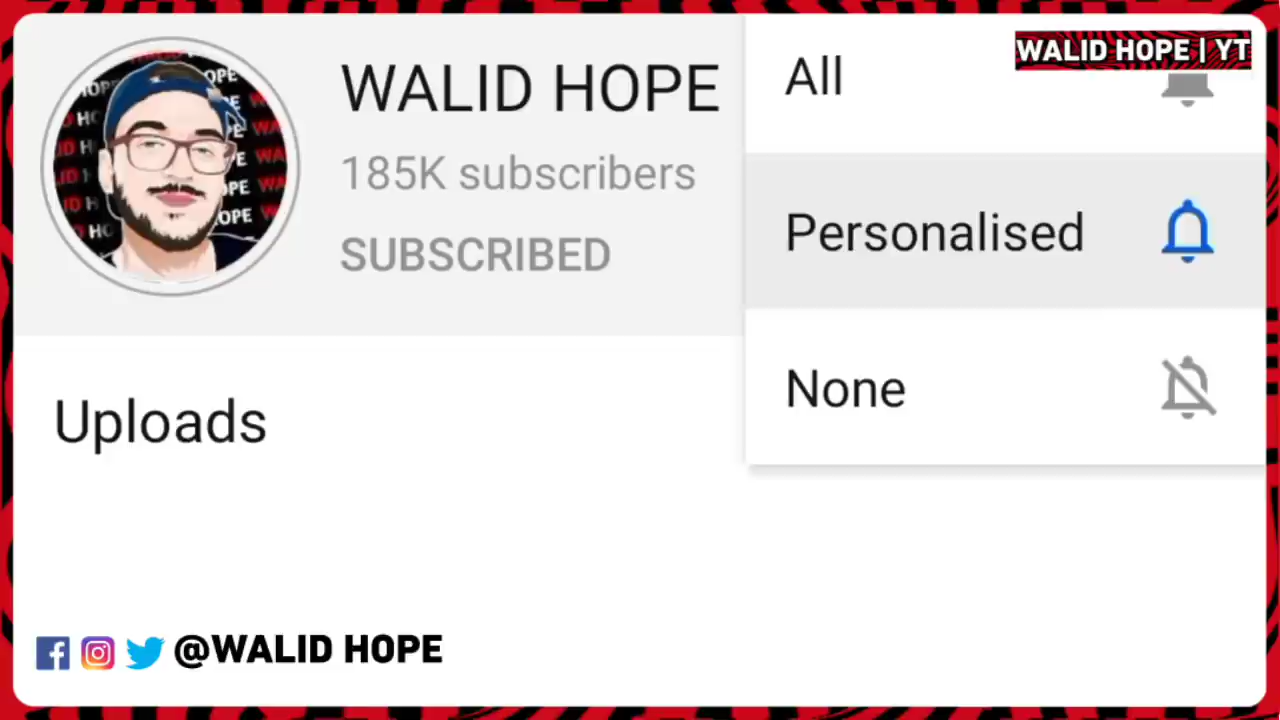 WALID HOPE | YT
WALID HOPE
185K subscribers
SUBSCRIBED
All
Personalised
None
Uploads
@WALID HOPE